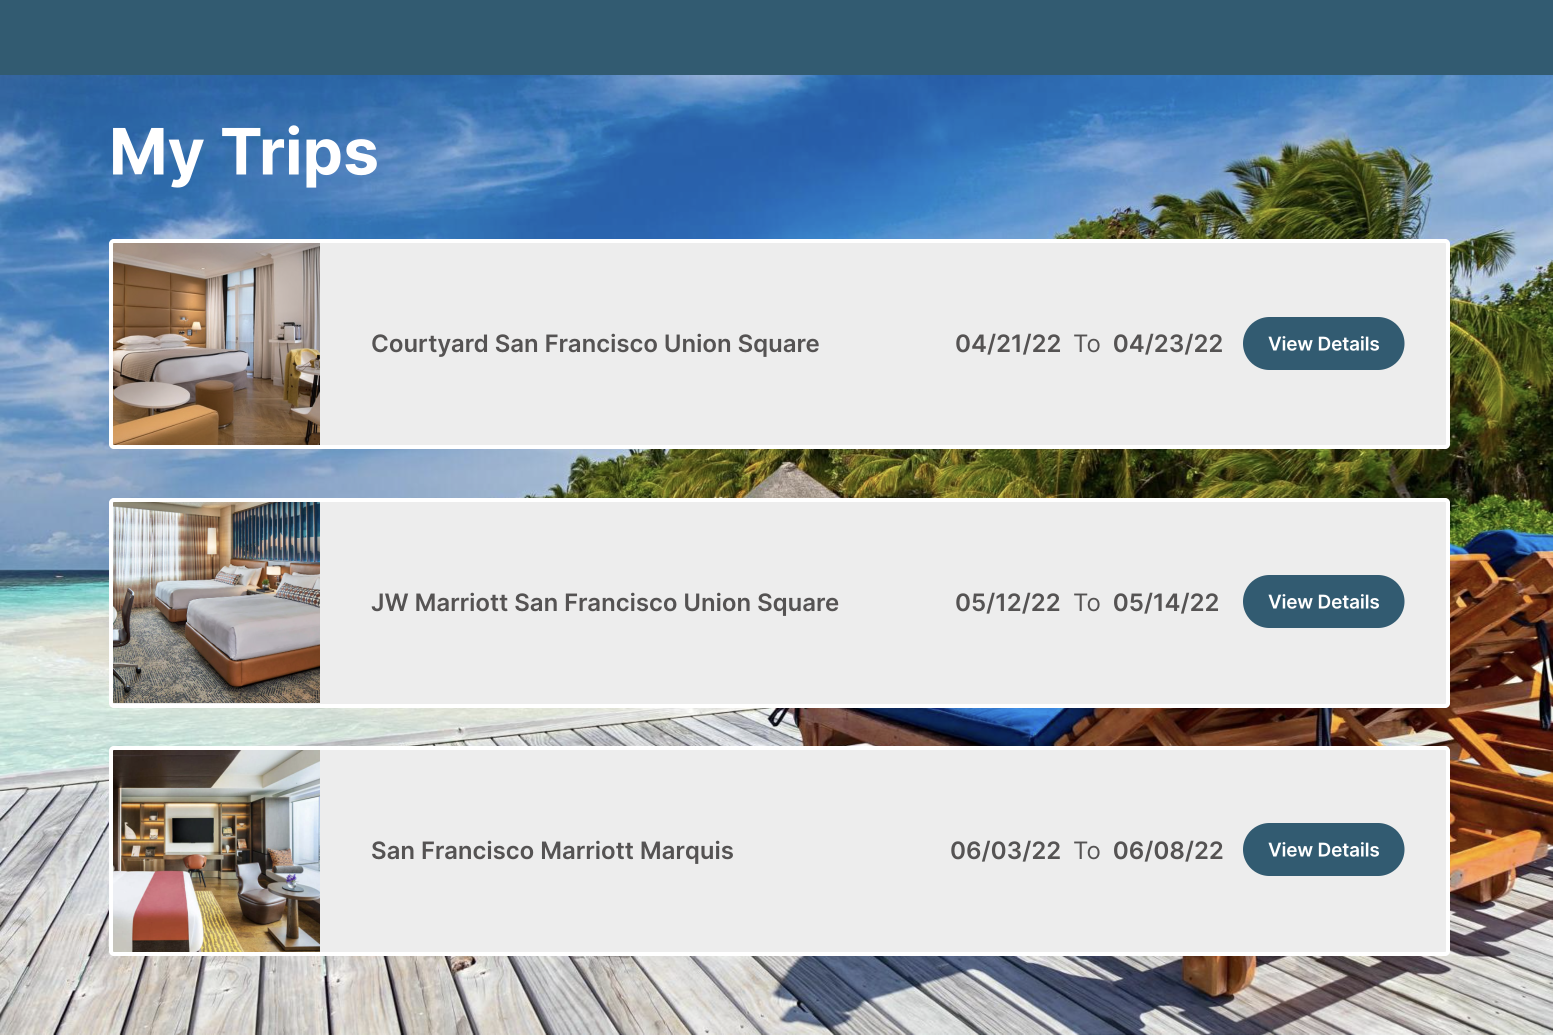 My Trips
Courtyard San Francisco Union Square 04/21/22 To 04/23/22 View Details
JW Marriott San Francisco Union Square 05/12/22 To 05/14/22 View Details
San Francisco Marriott Marquis 06/03/22 To 06/08/22 View Details